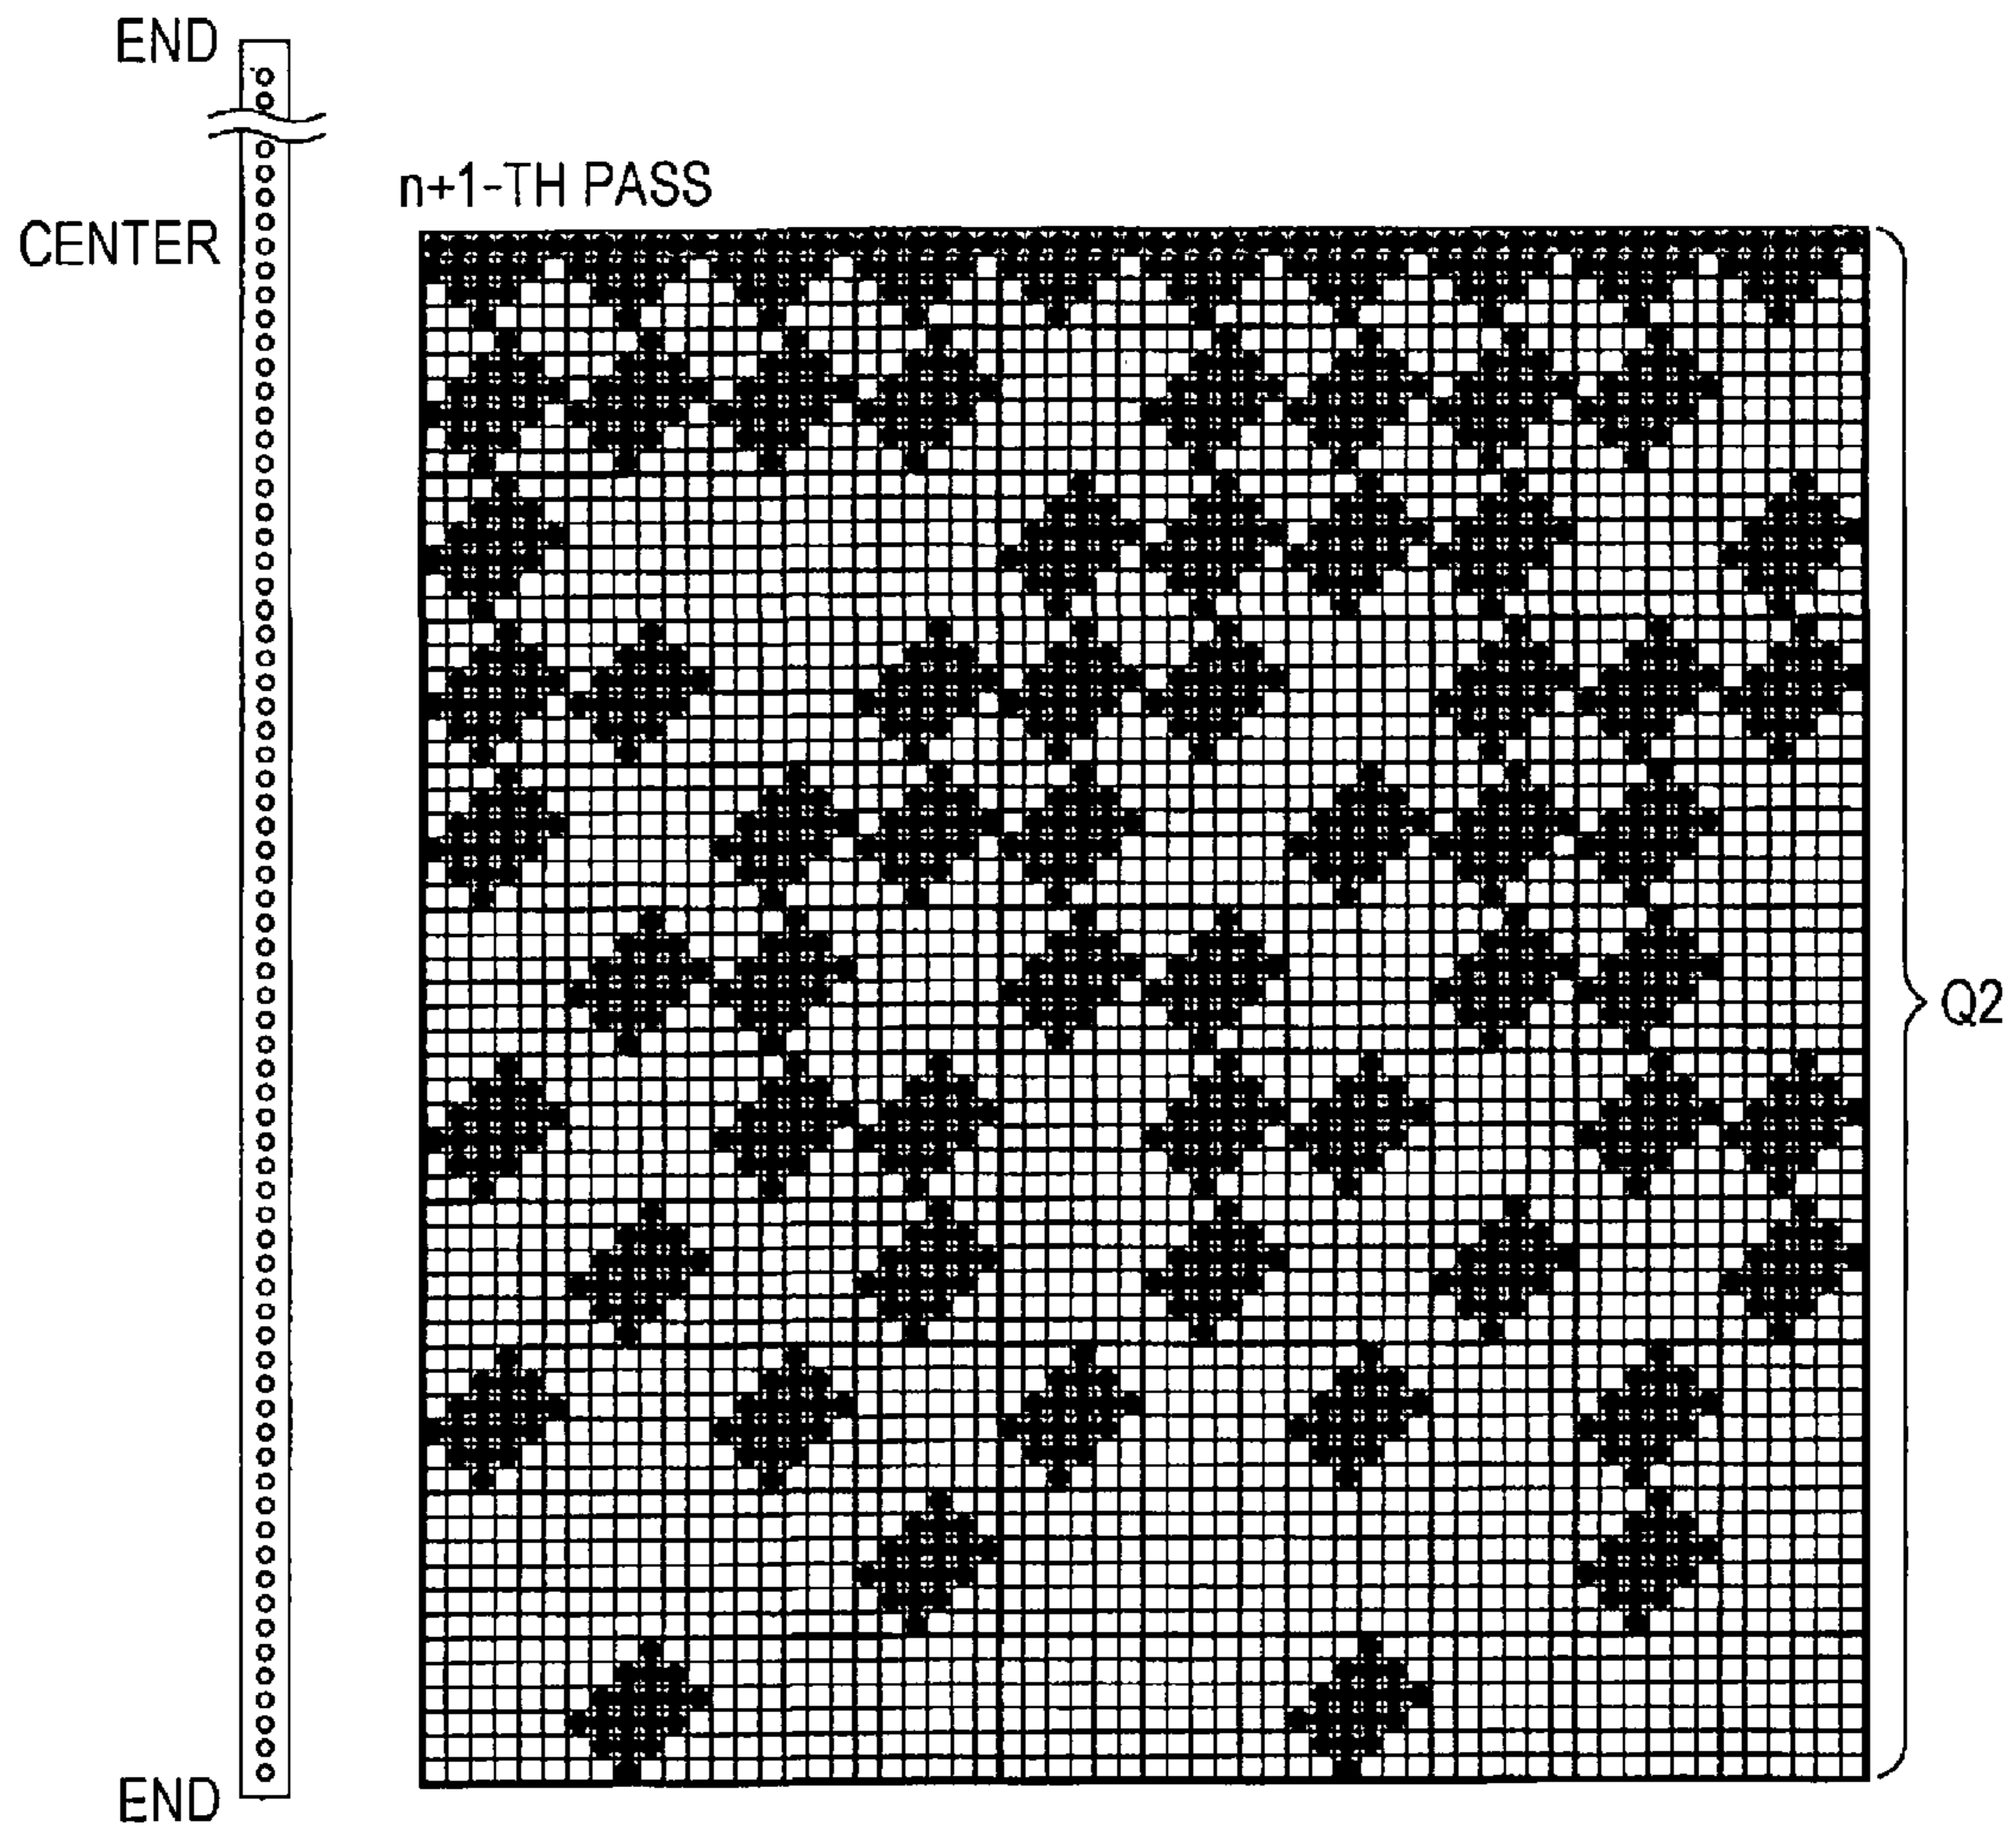 END
n+1-TH PASS
CENTER
Q2
END